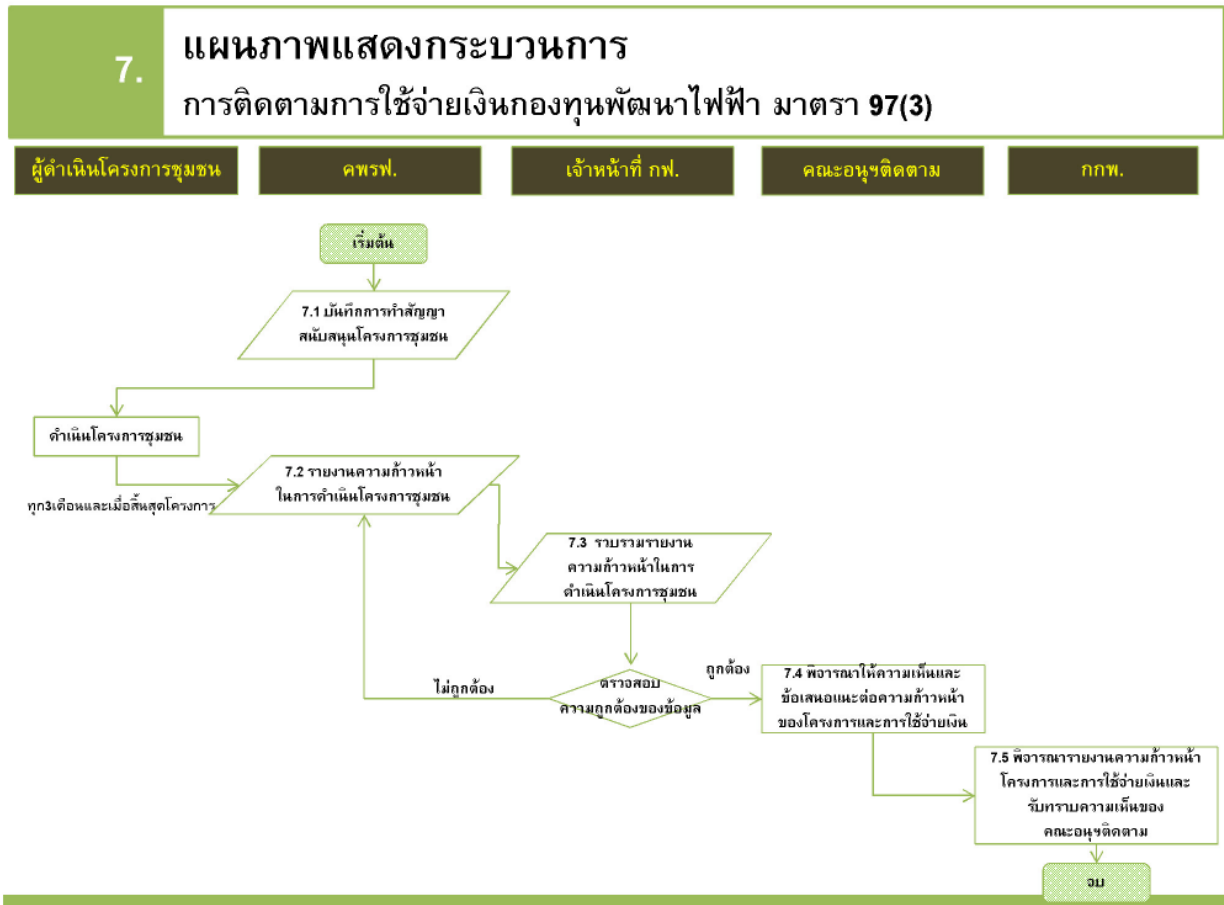 7.
แผนภาพแสดงกระบวนการ
การติดตามการใช้จ่ายเงินกองทุนพัฒนาไฟฟ้า มาตรา 97(3)
ผู้ดำเนินโครงการชุมชน
คพรฟ.
เจ้าหน้าที่ กฟ.
คณะอนุฯติดตาม
กกพ.
เริ่มต้น
7.1 บันทึกการทำสัญญา
สนับสนุนโครงการชุมชน
ดำเนินโครงการชุมชน
ทุก3เดือนและเมื่อสิ้นสุดโครงการ
7.2 รายงานความก้าวหน้า
ในการดำเนินโครงการชุมชน
7.3 รวบรวมรายงาน
ความก้าวหน้าในการ
ดำเนินโครงการชุมชน
ไม่ถูกต้อง
ตรวจสอบ
ความถูกต้องของข้อมูล
ถูกต้อง
7.4 พิจารณาให้ความเห็นและ
ข้อเสนอแนะต่อความก้าวหน้า
ของโครงการและการใช้จ่ายเงิน
7.5 พิจารณารายงานความก้าวหน้า
โครงการและการใช้จ่ายเงินและ
รับทราบความเห็นของ
คณะอนุฯติดตาม
จบ